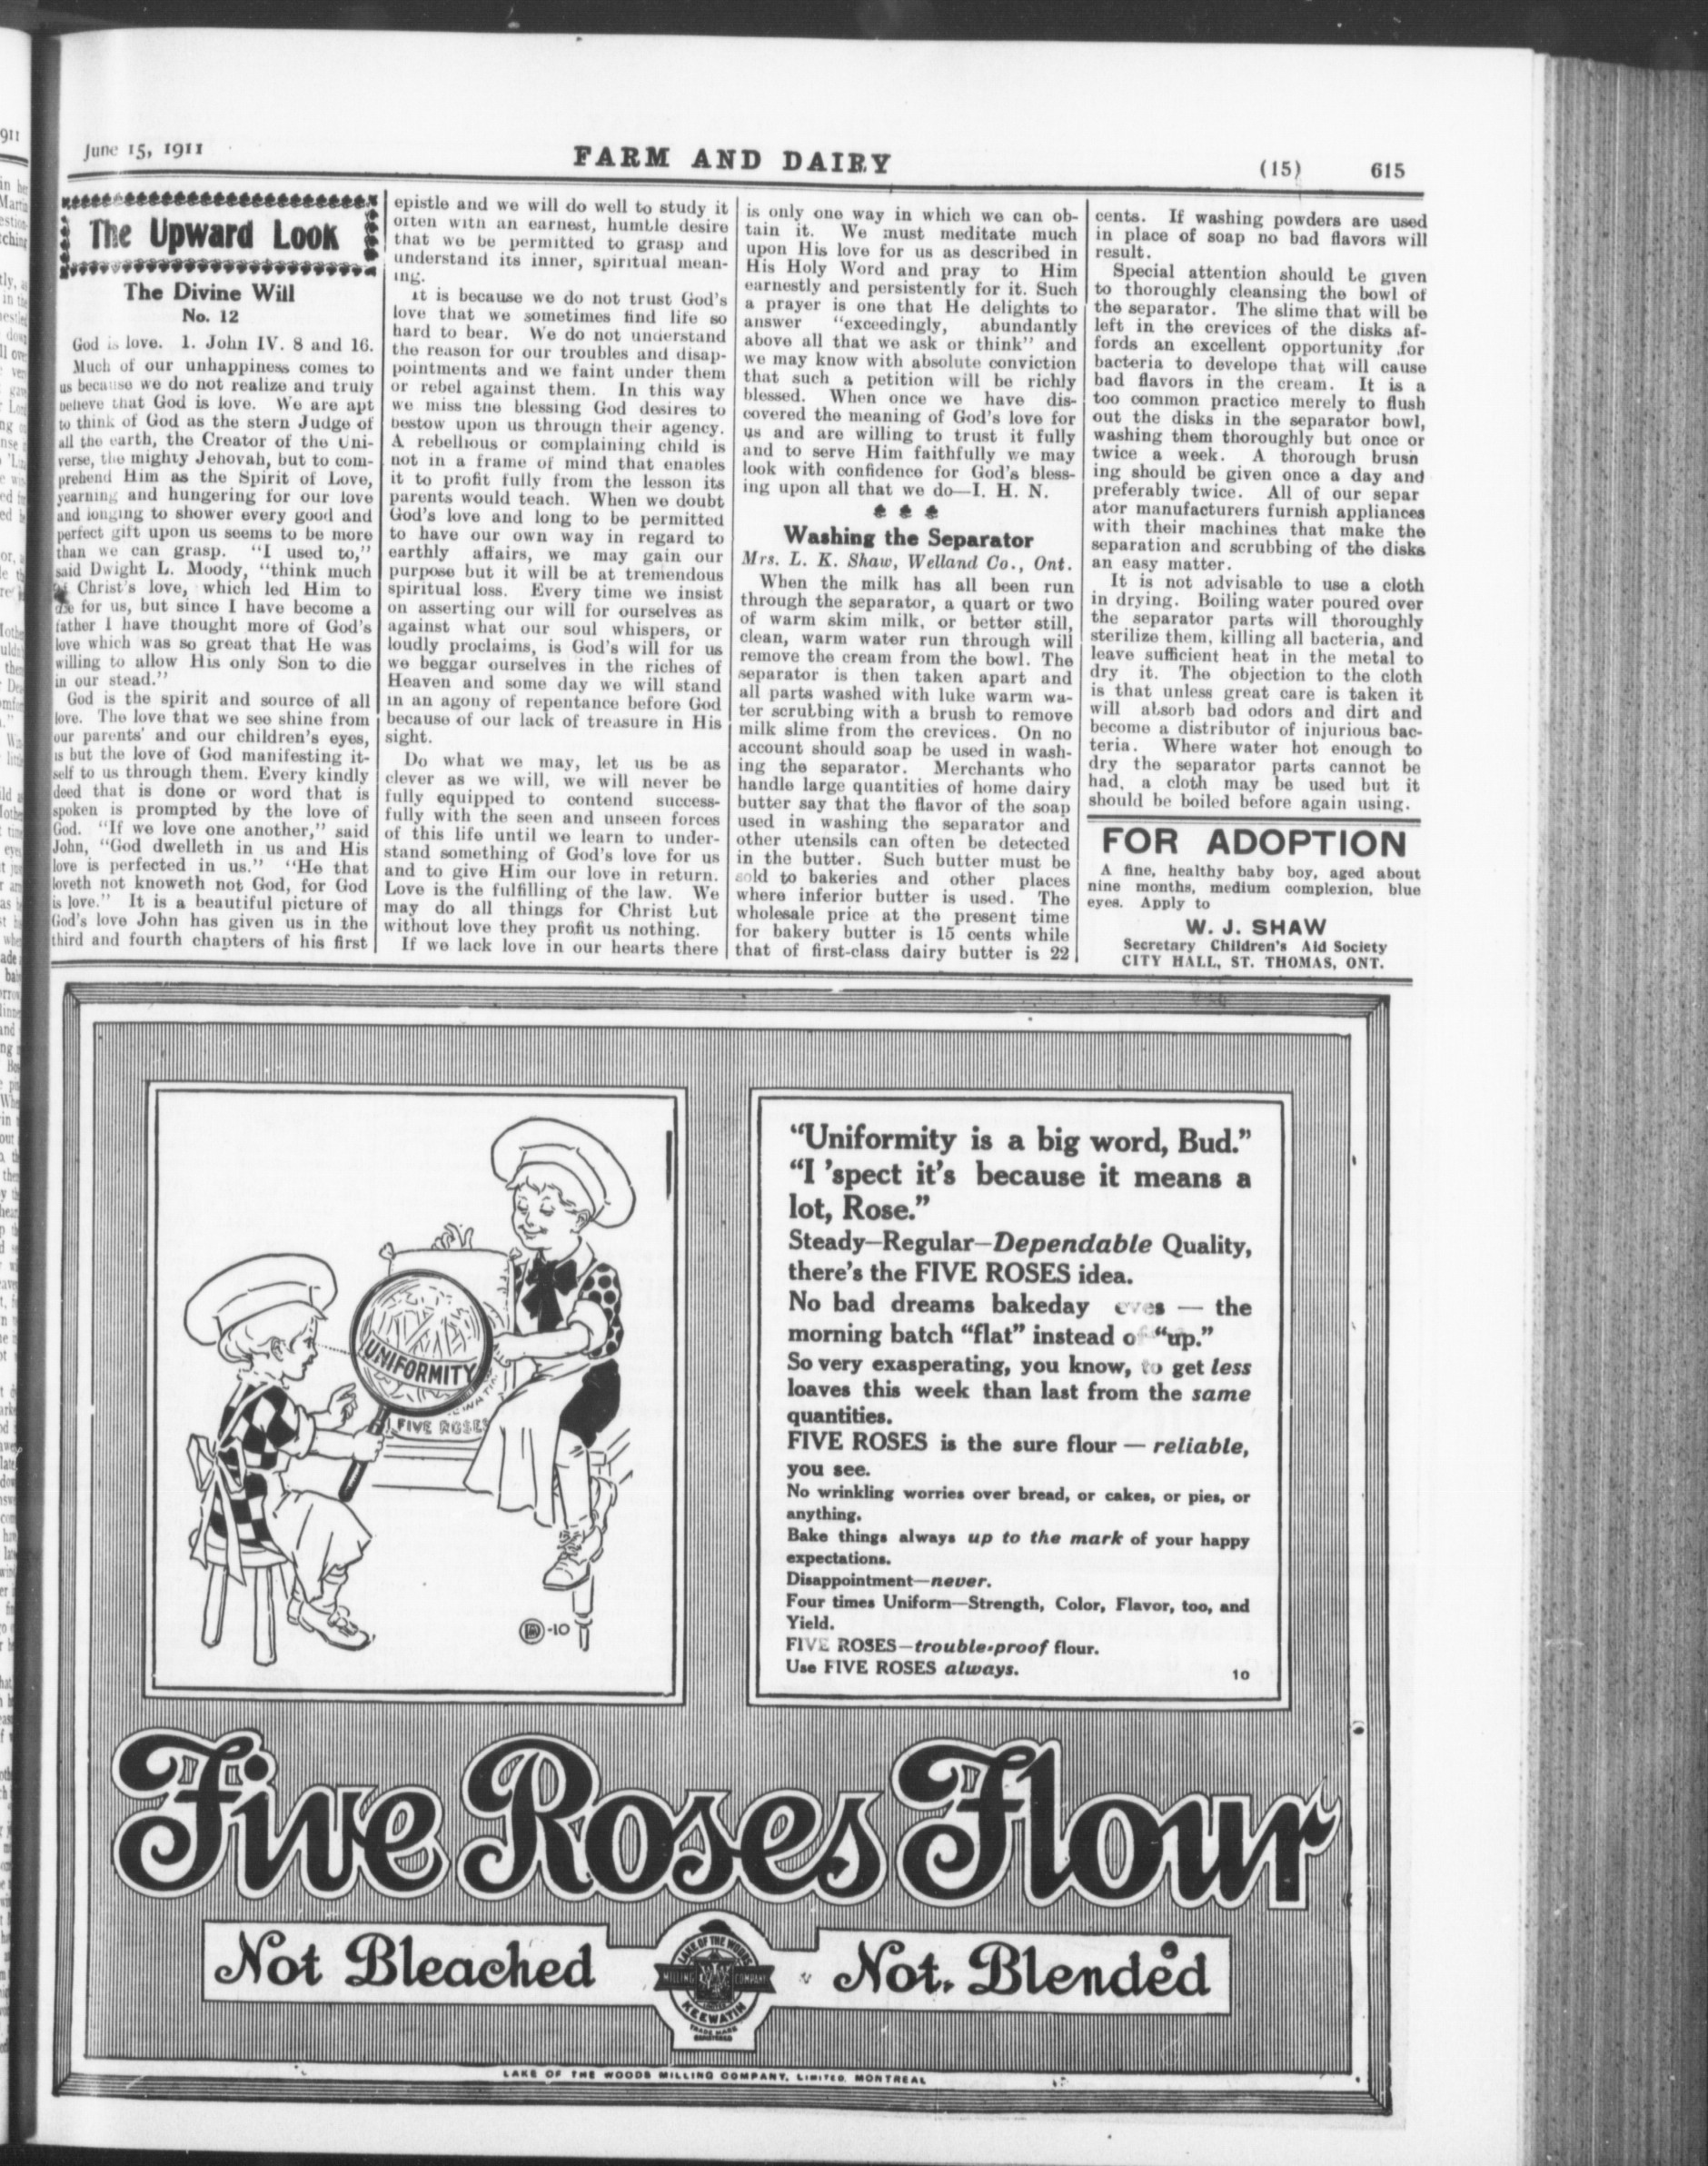 June 15, 1911
FARM AND DAIRY
(15) 615
The Upward Look
The Divine Will
No. 12
God is love. 1. John IV. 8 and 16.
Much of our unhappiness comes to
us because we do not realize and truly
believe that God is love. We are apt
to think of God as the stern Judge of
all the earth, the Creator of the Uni-
verse, the mighty Jehovah, but to com-
prehend Him as the Spirit of Love,
yearning and hungering for our love
and longing to shower every good and
perfect gift upon us seems to be more
than we can grasp. "I used to,"
said Dwight L. Moody, "think much
of Christ's love, which led Him to
die for us, but since I have become a
father I have thought more of God's
love which was so great that He was
willing to allow His only Son to die
in our stead."
God is the spirit and source of all
love. The love that we see shine from
our parents' and our children's eyes,
is but the love of God manifesting it-
self to us through them. Every kindly
deed that is done or word that is
spoken is prompted by the love of
God. "If we love one another," said
John, "God dwelleth in us and His
love is perfected in us." "He that
loveth not knoweth not God, for God
is love." It is a beautiful picture of
God's love John has given us in the
third and fourth chapters of his first
epistle and we will do well to study it
often with an earnest, humble desire
that we be permitted to grasp and
understand its inner, spiritual mean-
ing.
It is because we do not trust God's
love that we sometimes find life so
hard to bear. We do not understand
the reason for our troubles and disap-
pointments and we faint under them
or rebel against them. In this way
we miss the blessing God desires to
bestow upon us through their agency.
A rebellious or complaining child is
not in a frame of mind that enables
it to profit fully from the lesson its
parents would teach. When we doubt
God's love and long to be permitted
to have our own way in regard to
earthly affairs, we may gain our
purpose but it will be at tremendous
spiritual loss. Every time we insist
on asserting our will for ourselves as
against what our soul whispers, or
loudly proclaims, is God's will for us
we beggar ourselves in the riches of
Heaven and some day we will stand
in an agony of repentance before God
because of our lack of treasure in His
sight.
Do what we may, let us be as
clever as we will, we will never be
fully equipped to contend success-
fully with the seen and unseen forces
of this life until we learn to under-
stand something of God's love for us
and to give Him our love in return.
Love is the fulfilling of the law. We
may do all things for Christ but
without love they profit us nothing.
If we lack love in our hearts there
is only one way in which we can ob-
tain it. We must meditate much
upon His love for us as described in
His Holy Word and pray to Him
earnestly and persistently for it. Such
a prayer is one that He delights to
answer "exceedingly, abundantly
above all that we ask or think" and
we may know with absolute conviction
that such a petition will be richly
blessed. When once we have dis-
covered the meaning of God's love for
us and are willing to trust it fully
and to serve Him faithfully we may
look with confidence for God's bless-
ing upon all that we do—I. H. N.
Washing the Separator
Mrs. L. K. Shaw, Welland Co., Ont.
When the milk has all been run
through the separator, a quart or two
of warm skim milk, or better still,
clean, warm water run through will
remove the cream from the bowl. The
separator is then taken apart and
all parts washed with luke warm wa-
ter scrubbing with a brush to remove
milk slime from the crevices. On no
account should soap be used in wash-
ing the separator. Merchants who
handle large quantities of home dairy
butter say that the flavor of the soap
used in washing the separator and
other utensils can often be detected
in the butter. Such butter must be
sold to bakeries and other places
where inferior butter is used. The
wholesale price at the present time
for bakery butter is 15 cents while
that of first-class dairy butter is 22
cents. If washing powders are used
in place of soap no bad flavors will
result.
Special attention should be given
to thoroughly cleansing the bowl of
the separator. The slime that will be
left in the crevices of the disks af-
fords an excellent opportunity for
bacteria to develope that will cause
bad flavors in the cream. It is a
too common practice merely to flush
out the disks in the separator bowl,
washing them thoroughly but once or
twice a week. A thorough brush
ing should be given once a day and
preferably twice. All of our separ
ator manufacturers furnish appliances
with their machines that make the
separation and scrubbing of the disks
an easy matter.
It is not advisable to use a cloth
in drying. Boiling water poured over
the separator parts will thoroughly
sterilize them, killing all bacteria, and
leave sufficient heat in the metal to
dry it. The objection to the cloth
is that unless great care is taken it
will absorb bad odors and dirt and
become a distributor of injurious bac-
teria. Where water hot enough to
dry the separator parts cannot be
had, a cloth may be used but it
should be boiled before again using.
FOR ADOPTION
A fine, healthy baby boy, aged about
nine months, medium complexion, blue
eyes. Apply to
W. J. SHAW
Secretary Children's Aid Society
CITY HALL, ST. THOMAS, ONT.
UNIFORMITY
FIVE ROSES
-10
"Uniformity is a big word, Bud."
"I 'spect it's because it means a
lot, Rose."
Steady—Regular—Dependable Quality,
there's the FIVE ROSES idea.
No bad dreams bakeday eves — the
morning batch "flat" instead of "up."
So very exasperating, you know, to get less
loaves this week than last from the same
quantities.
FIVE ROSES is the sure flour — reliable,
you see.
No wrinkling worries over bread, or cakes, or pies, or
anything.
Bake things always up to the mark of your happy
expectations.
Disappointment—never.
Four times Uniform—Strength, Color, Flavor, too, and
Yield.
FIVE ROSES—trouble-proof flour.
Use FIVE ROSES always.
10
Five Roses Flour
Not Bleached
LAKE OF THE WOODS
MILLING COMPANY
KEEWATIN
TRADE MARK
REGISTERED
Not. Blended
LAKE OF THE WOODS MILLING COMPANY, LIMITED, MONTREAL